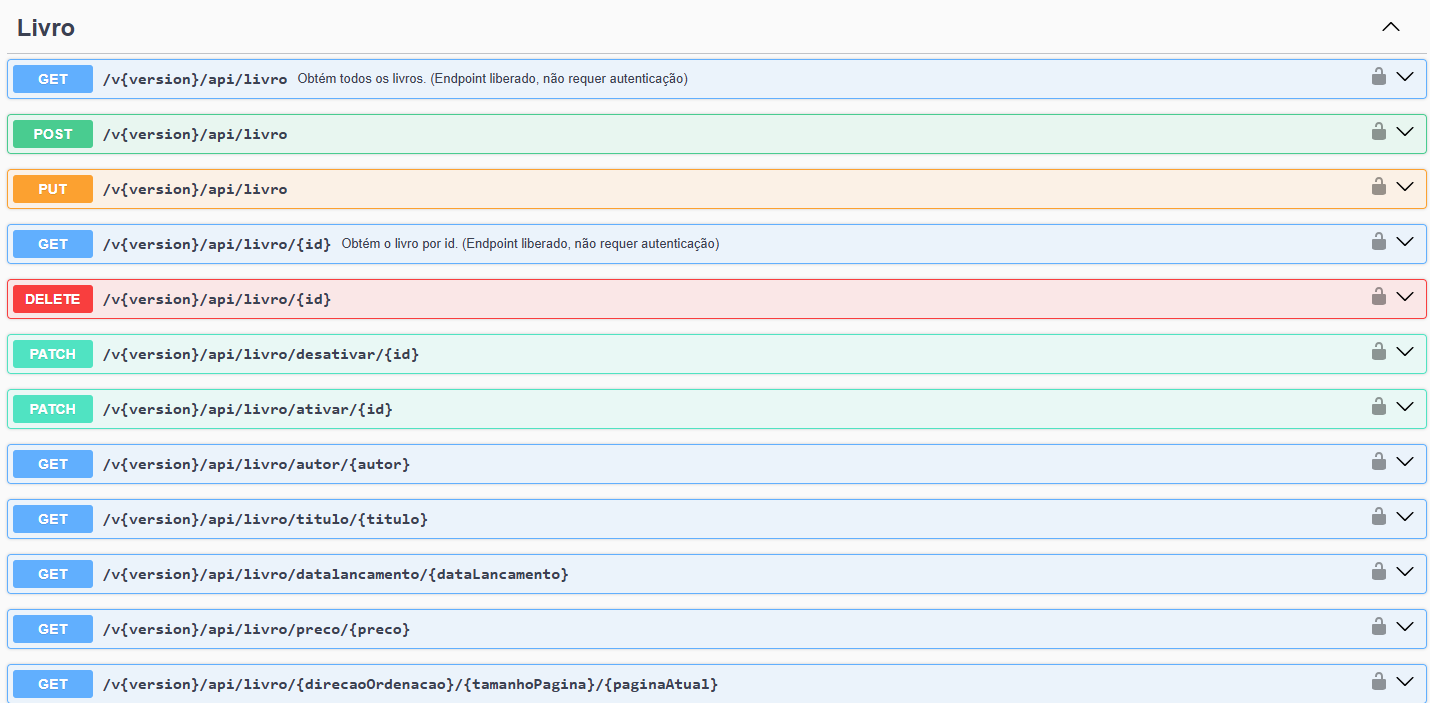 Livro
GET /v{version}/api/livro Obtém todos os livros. (Endpoint liberado, não requer autenticação)
POST /v{version}/api/livro
PUT /v{version}/api/livro
GET /v{version}/api/livro/{id} Obtém o livro por id. (Endpoint liberado, não requer autenticação)
DELETE /v{version}/api/livro/{id}
PATCH /v{version}/api/livro/desativar/{id}
PATCH /v{version}/api/livro/ativar/{id}
GET /v{version}/api/livro/autor/{autor}
GET /v{version}/api/livro/titulo/{titulo}
GET /v{version}/api/livro/datalancamento/{dataLancamento}
GET /v{version}/api/livro/preco/{preco}
GET /v{version}/api/livro/{direcaoOrdenacao}/{tamanhoPagina}/{paginaAtual}